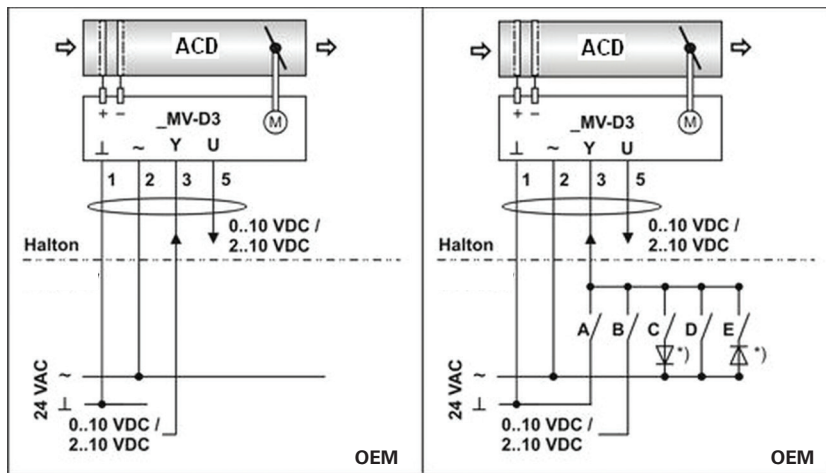 ACD
+ −
_MV-D3
M
⊥ ~ Y U
1 2 3 5
0..10 VDC /
2..10 VDC
Halton
24 VAC
~
⊥
0..10 VDC /
2..10 VDC
OEM
ACD
+ −
_MV-D3
M
⊥ ~ Y U
1 2 3 5
0..10 VDC /
2..10 VDC
Halton
A B C D E
*) *)
24 VAC
~
⊥
0..10 VDC /
2..10 VDC
OEM